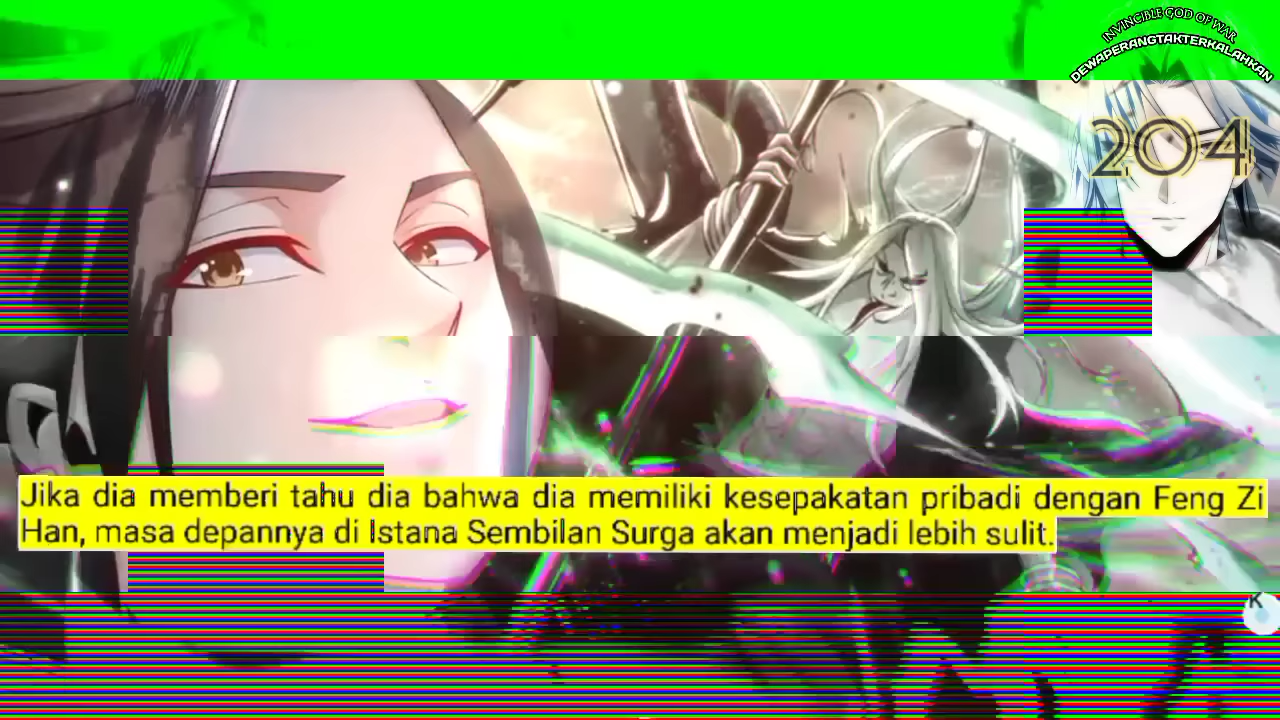 INVINCIBLE GOD OF WAR
DEWAPERANGTAKTERKALAHKAN
204
Jika dia memberi tahu dia bahwa dia memiliki kesepakatan pribadi dengan Feng Zi
Han, masa depannya di Istana Sembilan Surga akan menjadi lebih sulit.
K